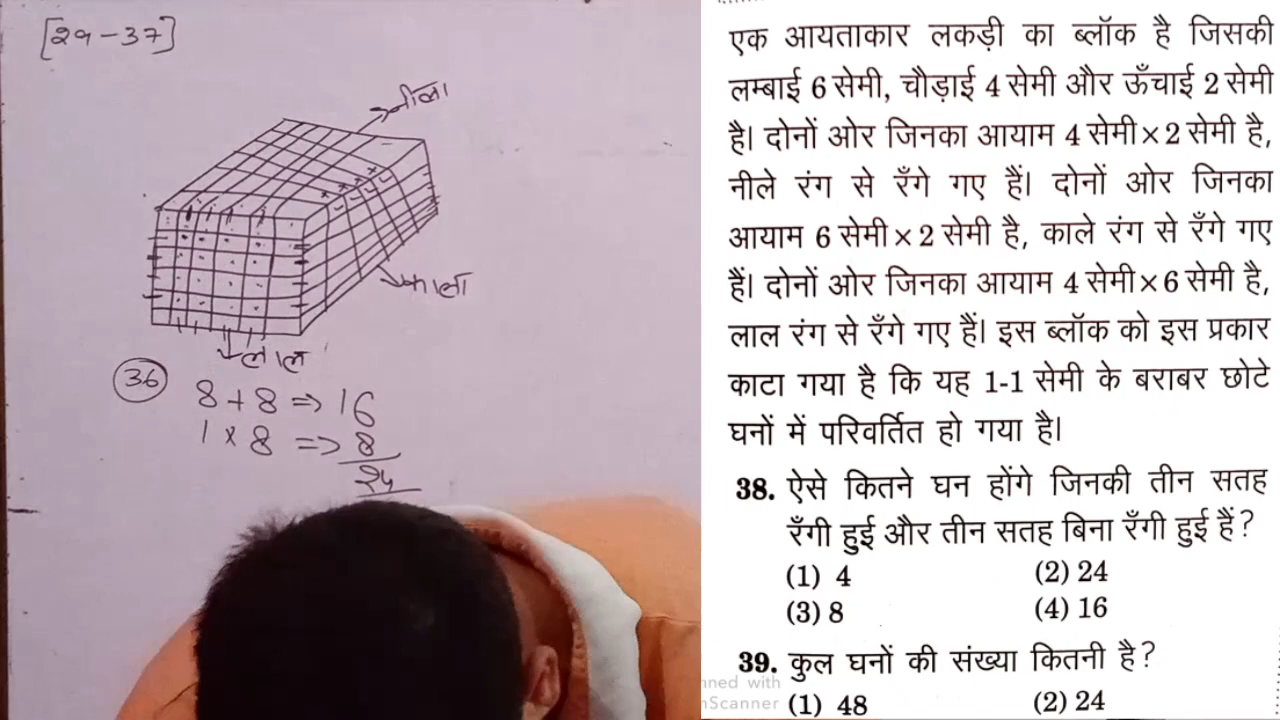 [29-37]
नीला
काला
लाल
36
8 + 8 => 16
1 x 8 => 8
24
एक आयताकार लकड़ी का ब्लॉक है जिसकी
लम्बाई 6 सेमी, चौड़ाई 4 सेमी और ऊँचाई 2 सेमी
है। दोनों ओर जिनका आयाम 4 सेमी × 2 सेमी है,
नीले रंग से रँगे गए हैं। दोनों ओर जिनका
आयाम 6 सेमी × 2 सेमी है, काले रंग से रँगे गए
हैं। दोनों ओर जिनका आयाम 4 सेमी × 6 सेमी है,
लाल रंग से रँगे गए हैं। इस ब्लॉक को इस प्रकार
काटा गया है कि यह 1-1 सेमी के बराबर छोटे
घनों में परिवर्तित हो गया है।
38. ऐसे कितने घन होंगे जिनकी तीन सतह
रँगी हुई और तीन सतह बिना रँगी हुई हैं?
(1) 4 (2) 24
(3) 8 (4) 16
39. कुल घनों की संख्या कितनी है?
(1) 48 (2) 24